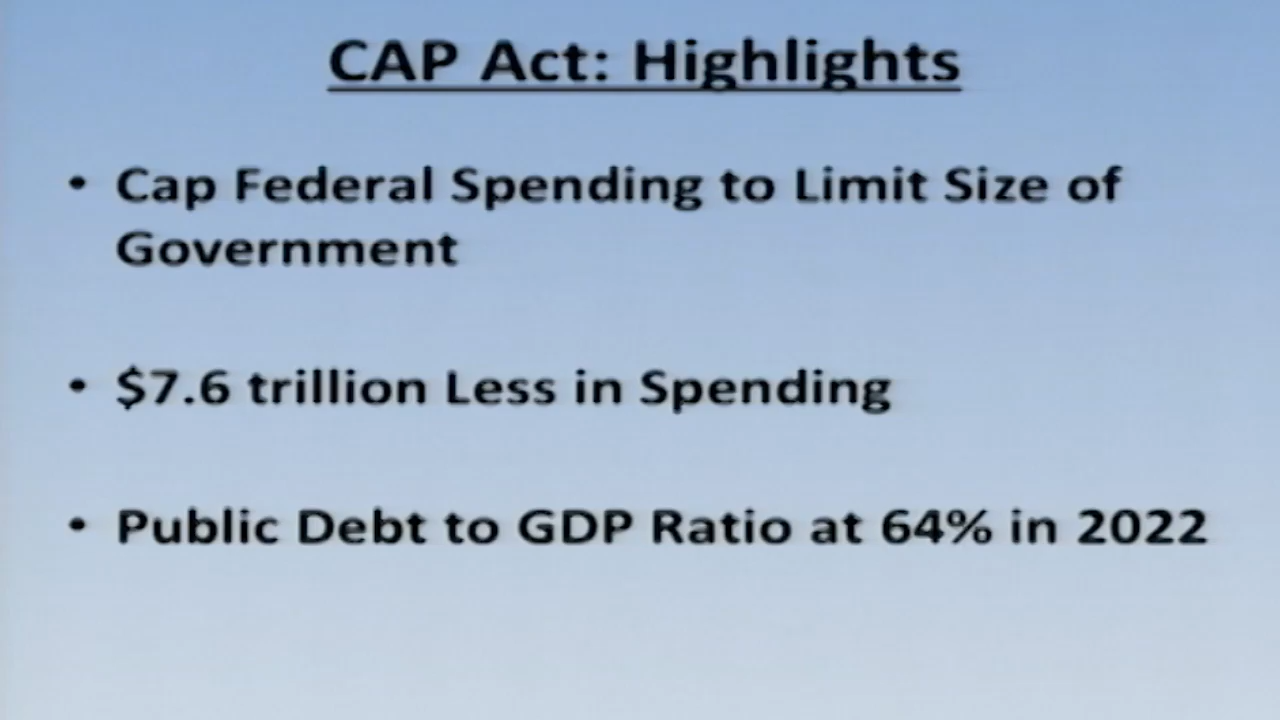 CAP Act: Highlights
• Cap Federal Spending to Limit Size of
Government
• $7.6 trillion Less in Spending
• Public Debt to GDP Ratio at 64% in 2022